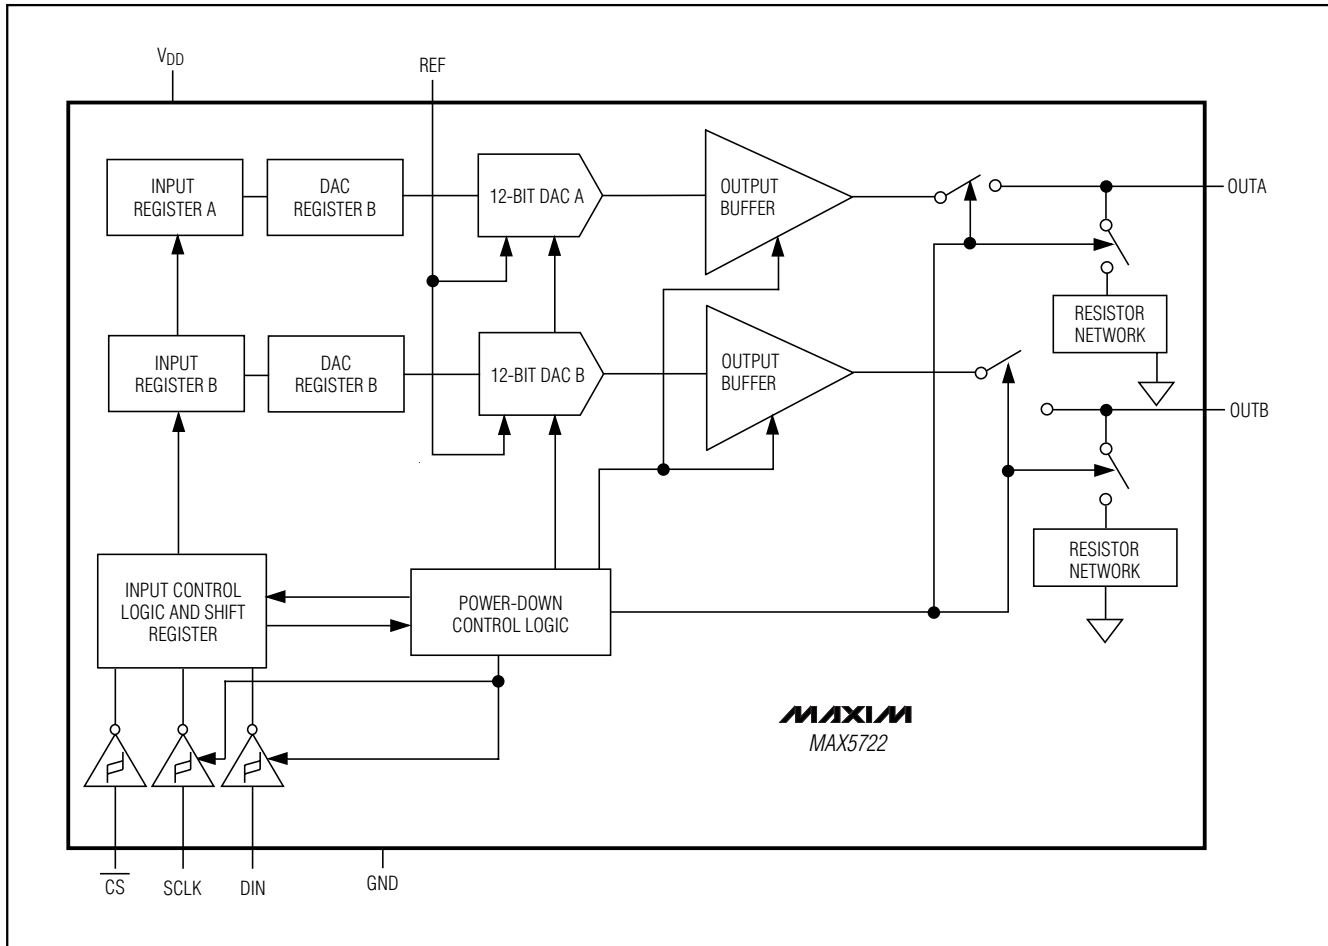 VDD
REF
INPUT
REGISTER A
DAC
REGISTER B
12-BIT DAC A
OUTPUT
BUFFER
OUTA
RESISTOR
NETWORK
INPUT
REGISTER B
DAC
REGISTER B
12-BIT DAC B
OUTPUT
BUFFER
OUTB
RESISTOR
NETWORK
INPUT CONTROL
LOGIC AND SHIFT
REGISTER
POWER-DOWN
CONTROL LOGIC
MAXIM
MAX5722
CS
SCLK
DIN
GND